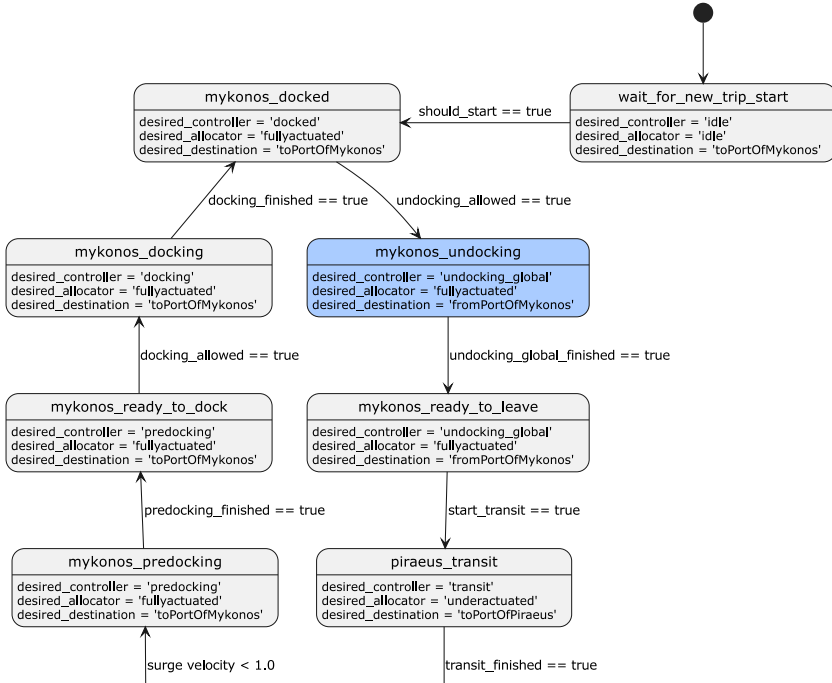 mykonos_docked
desired_controller = 'docked'
desired_allocator = 'fullyactuated'
desired_destination = 'toPortOfMykonos'
should_start == true
wait_for_new_trip_start
desired_controller = 'idle'
desired_allocator = 'idle'
desired_destination = 'toPortOfMykonos'
docking_finished == true
undocking_allowed == true
mykonos_docking
desired_controller = 'docking'
desired_allocator = 'fullyactuated'
desired_destination = 'toPortOfMykonos'
mykonos_undocking
desired_controller = 'undocking_global'
desired_allocator = 'fullyactuated'
desired_destination = 'fromPortOfMykonos'
docking_allowed == true
undocking_global_finished == true
mykonos_ready_to_dock
desired_controller = 'predocking'
desired_allocator = 'fullyactuated'
desired_destination = 'toPortOfMykonos'
mykonos_ready_to_leave
desired_controller = 'undocking_global'
desired_allocator = 'fullyactuated'
desired_destination = 'fromPortOfMykonos'
predocking_finished == true
start_transit == true
mykonos_predocking
desired_controller = 'predocking'
desired_allocator = 'fullyactuated'
desired_destination = 'toPortOfMykonos'
piraeus_transit
desired_controller = 'transit'
desired_allocator = 'underactuated'
desired_destination = 'toPortOfPiraeus'
surge velocity < 1.0
transit_finished == true